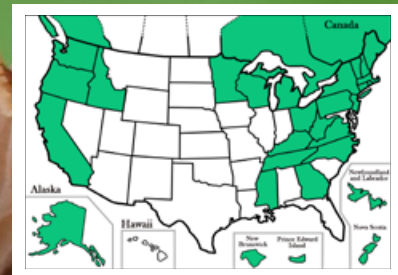 Canada
Alaska
Hawaii
New
Brunswick
Prince Edward
Island
Newfoundland
and Labrador
Nova Scotia